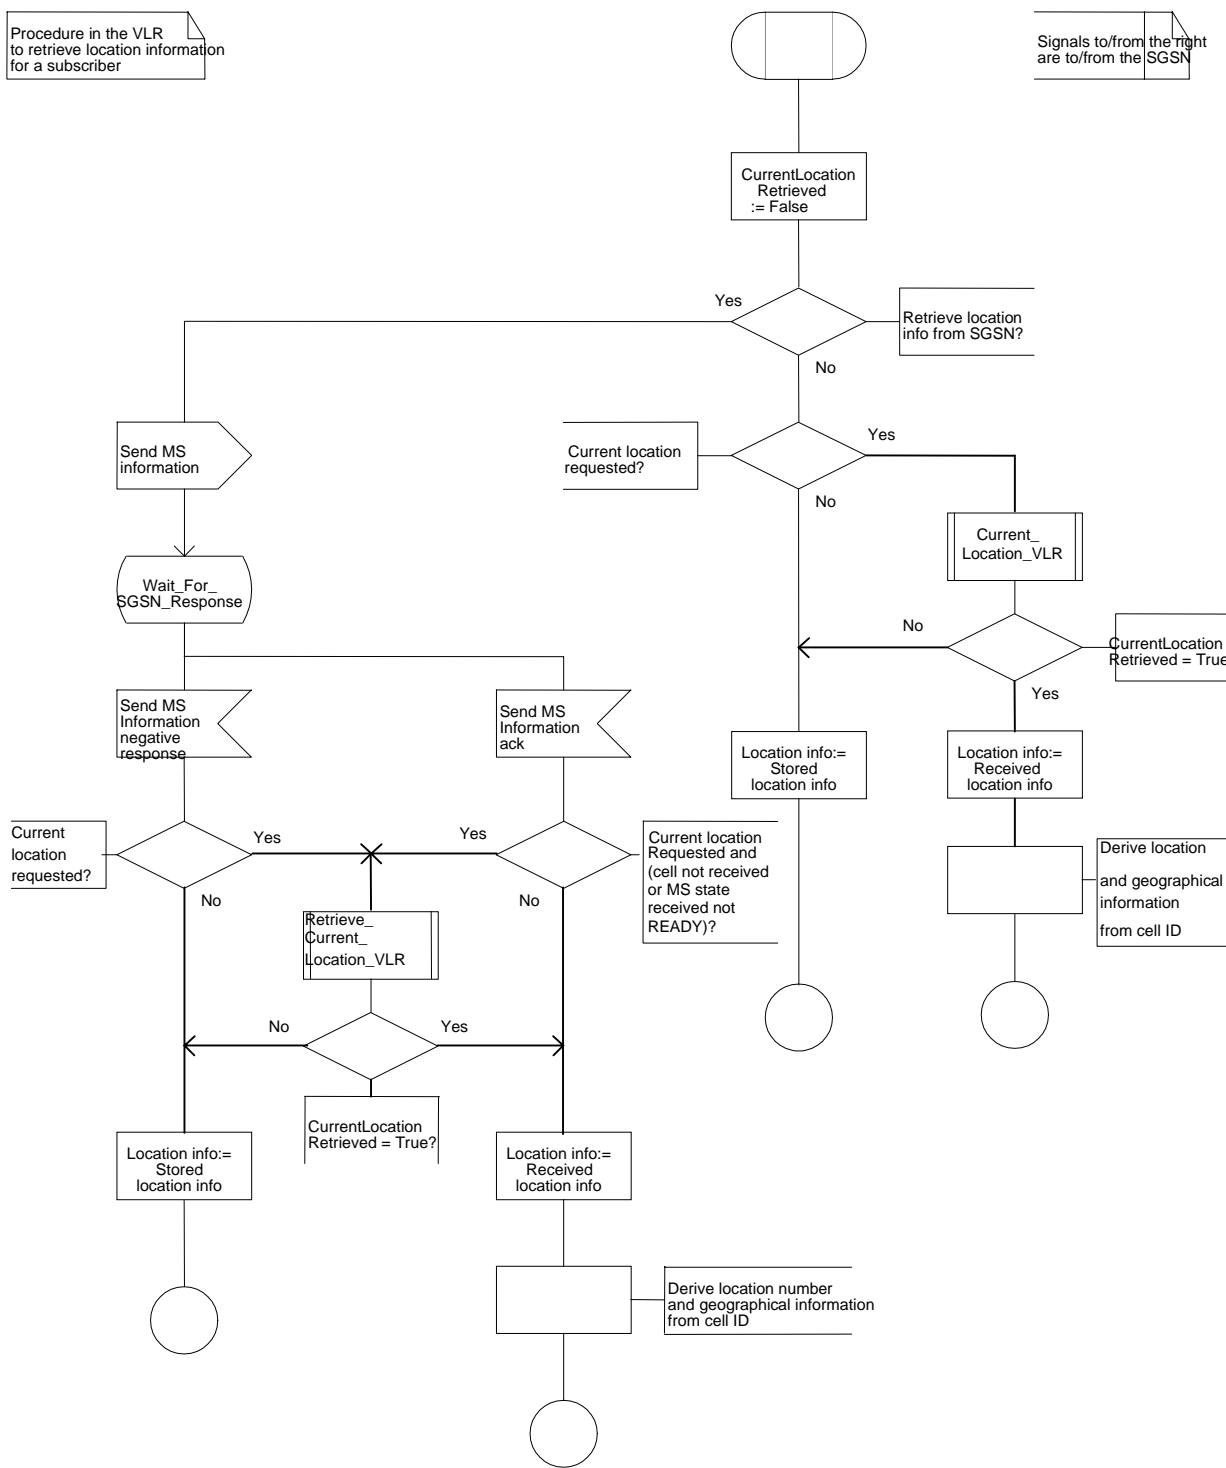 Procedure in the VLR
to retrieve location information
for a subscriber
Signals to/from the right
are to/from the SGSN
CurrentLocation
Retrieved
:= False
Yes
Retrieve location
info from SGSN?
No
Send MS
information
Current location
requested?
Yes
No
Current_
Location_VLR
Wait_For_
SGSN_Response
No
CurrentLocation
Retrieved = True
Yes
Send MS
Information
negative
response
Send MS
Information
ack
Location info:=
Stored
location info
Location info:=
Received
location info
Current
location
requested?
Yes
No
Yes
No
Current location
Requested and
(cell not received
or MS state
received not
READY)?
Derive location
and geographical
information
from cell ID
Retrieve_
Current_
Location_VLR
No
Yes
CurrentLocation
Retrieved = True?
Location info:=
Stored
location info
Location info:=
Received
location info
Derive location number
and geographical information
from cell ID